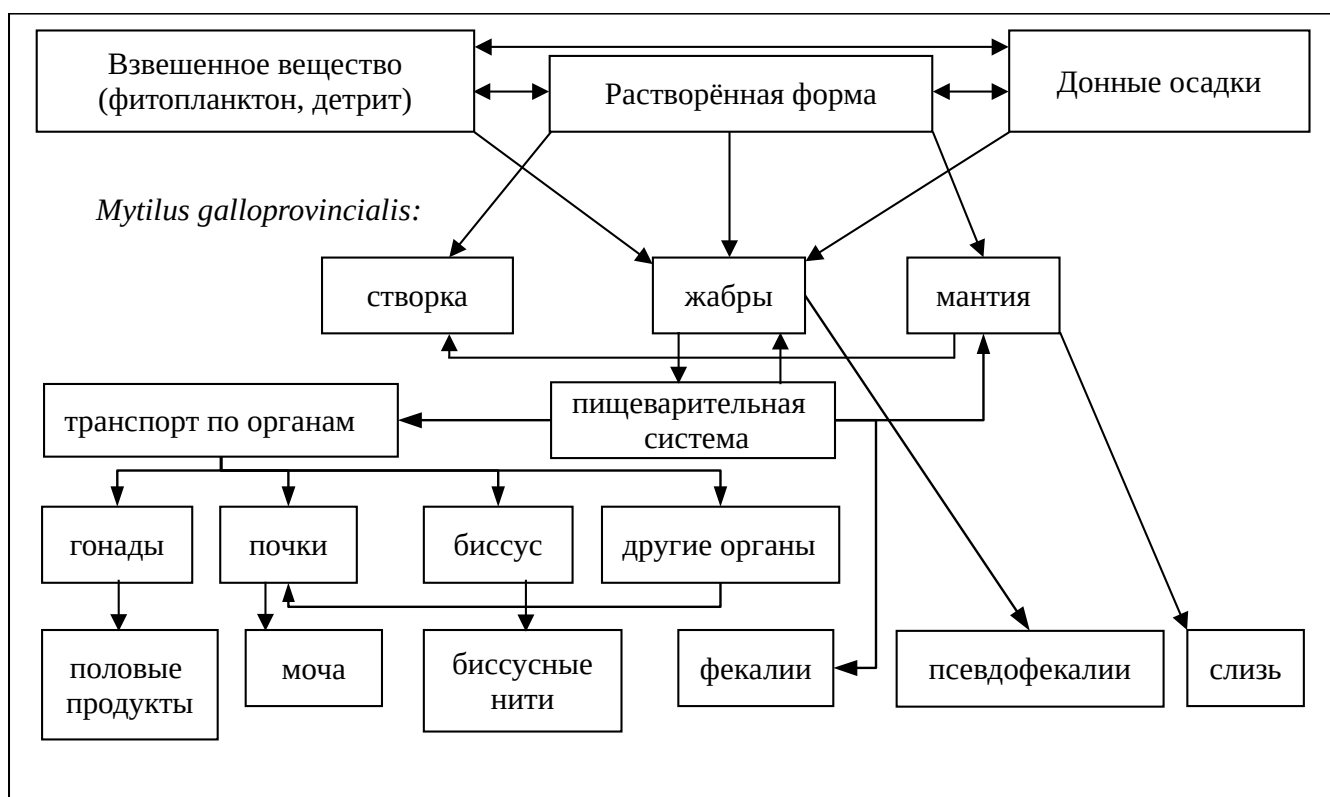 Взвешенное вещество
(фитопланктон, детрит)
Растворённая форма
Донные осадки
Mytilus galloprovincialis:
створка
жабры
мантия
транспорт по органам
пищеварительная
система
гонады
почки
биссус
другие органы
половые
продукты
моча
биссусные
нити
фекалии
псевдофекалии
слизь